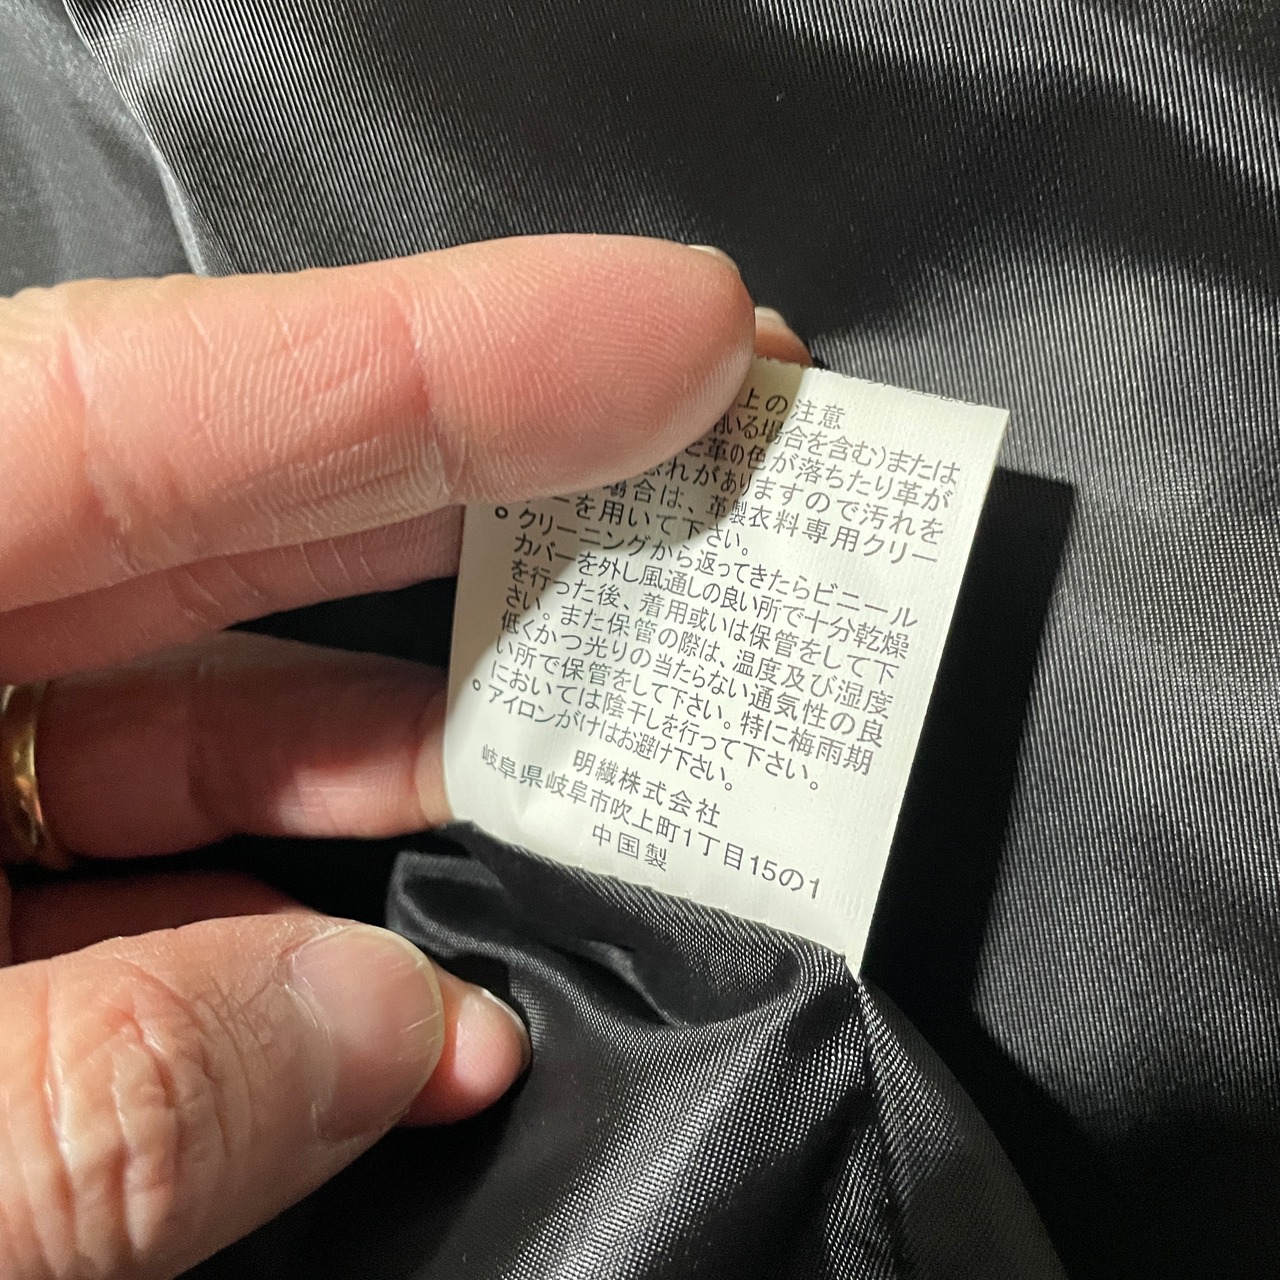 上の注意
いる場合を含む)または
革の色が落ちたり革が
れがありますので汚れを
場合は、革製衣料専用クリー
ーを用いて下さい。
○クリーニングから返ってきたらビニール
カバーを外し風通しの良い所で十分乾燥
を行った後、着用或いは保管をして下
さい。また保管の際は、温度及び湿度
低くかつ光りの当たらない通気性の良
い所で保管をして下さい。特に梅雨期
においては陰干しを行って下さい。
○アイロンがけはお避け下さい。
明繊株式会社
岐阜県岐阜市吹上町1丁目15の1
中国製